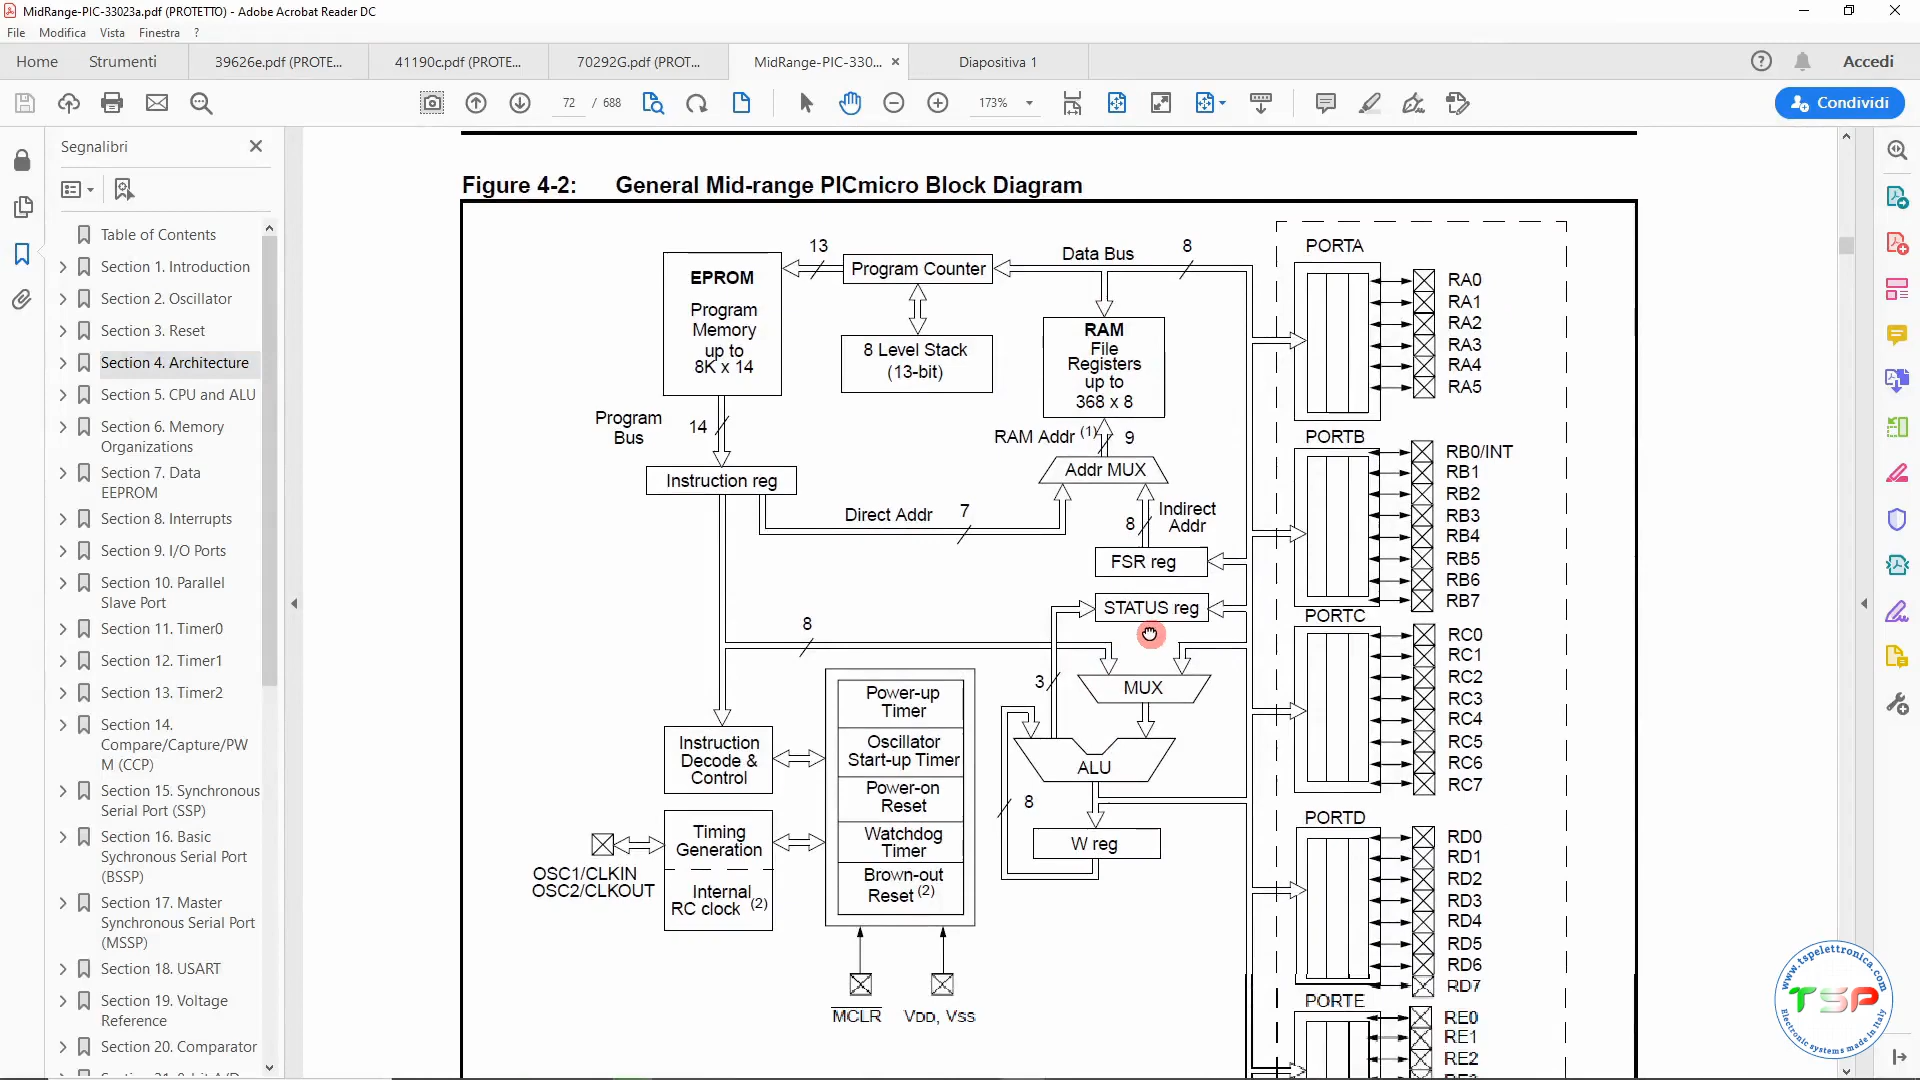 MidRange-PIC-33023a.pdf (PROTETTO) - Adobe Acrobat Reader DC
File Modifica Vista Finestra ?
Home Strumenti 39626e.pdf (PROTE... 41190c.pdf (PROTE... 70292G.pdf (PROT... MidRange-PIC-330... Diapositiva 1 Accedi
72 / 688 173% Condividi
Segnalibri
Table of Contents
Section 1. Introduction
Section 2. Oscillator
Section 3. Reset
Section 4. Architecture
Section 5. CPU and ALU
Section 6. Memory
Organizations
Section 7. Data
EEPROM
Section 8. Interrupts
Section 9. I/O Ports
Section 10. Parallel
Slave Port
Section 11. Timer0
Section 12. Timer1
Section 13. Timer2
Section 14.
Compare/Capture/PW
M (CCP)
Section 15. Synchronous
Serial Port (SSP)
Section 16. Basic
Sychronous Serial Port
(BSSP)
Section 17. Master
Synchronous Serial Port
(MSSP)
Section 18. USART
Section 19. Voltage
Reference
Section 20. Comparator
Figure 4-2: General Mid-range PICmicro Block Diagram
EPROM
Program
Memory
up to
8K x 14
13
Program Counter
Data Bus
8
8 Level Stack
(13-bit)
RAM
File
Registers
up to
368 x 8
Program
Bus
14
RAM Addr (1)
9
Addr MUX
Instruction reg
Direct Addr
7
8
Indirect
Addr
FSR reg
STATUS reg
8
3
MUX
ALU
8
W reg
Instruction
Decode &
Control
Timing
Generation
Internal
RC clock (2)
OSC1/CLKIN
OSC2/CLKOUT
Power-up
Timer
Oscillator
Start-up Timer
Power-on
Reset
Watchdog
Timer
Brown-out
Reset (2)
MCLR
VDD, VSS
PORTA
RA0
RA1
RA2
RA3
RA4
RA5
PORTB
RB0/INT
RB1
RB2
RB3
RB4
RB5
RB6
RB7
PORTC
RC0
RC1
RC2
RC3
RC4
RC5
RC6
RC7
PORTD
RD0
RD1
RD2
RD3
RD4
RD5
RD6
RD7
PORTE
RE0
RE1
RE2
www.tspelettronica.com
TSP
Electronic systems made in Italy